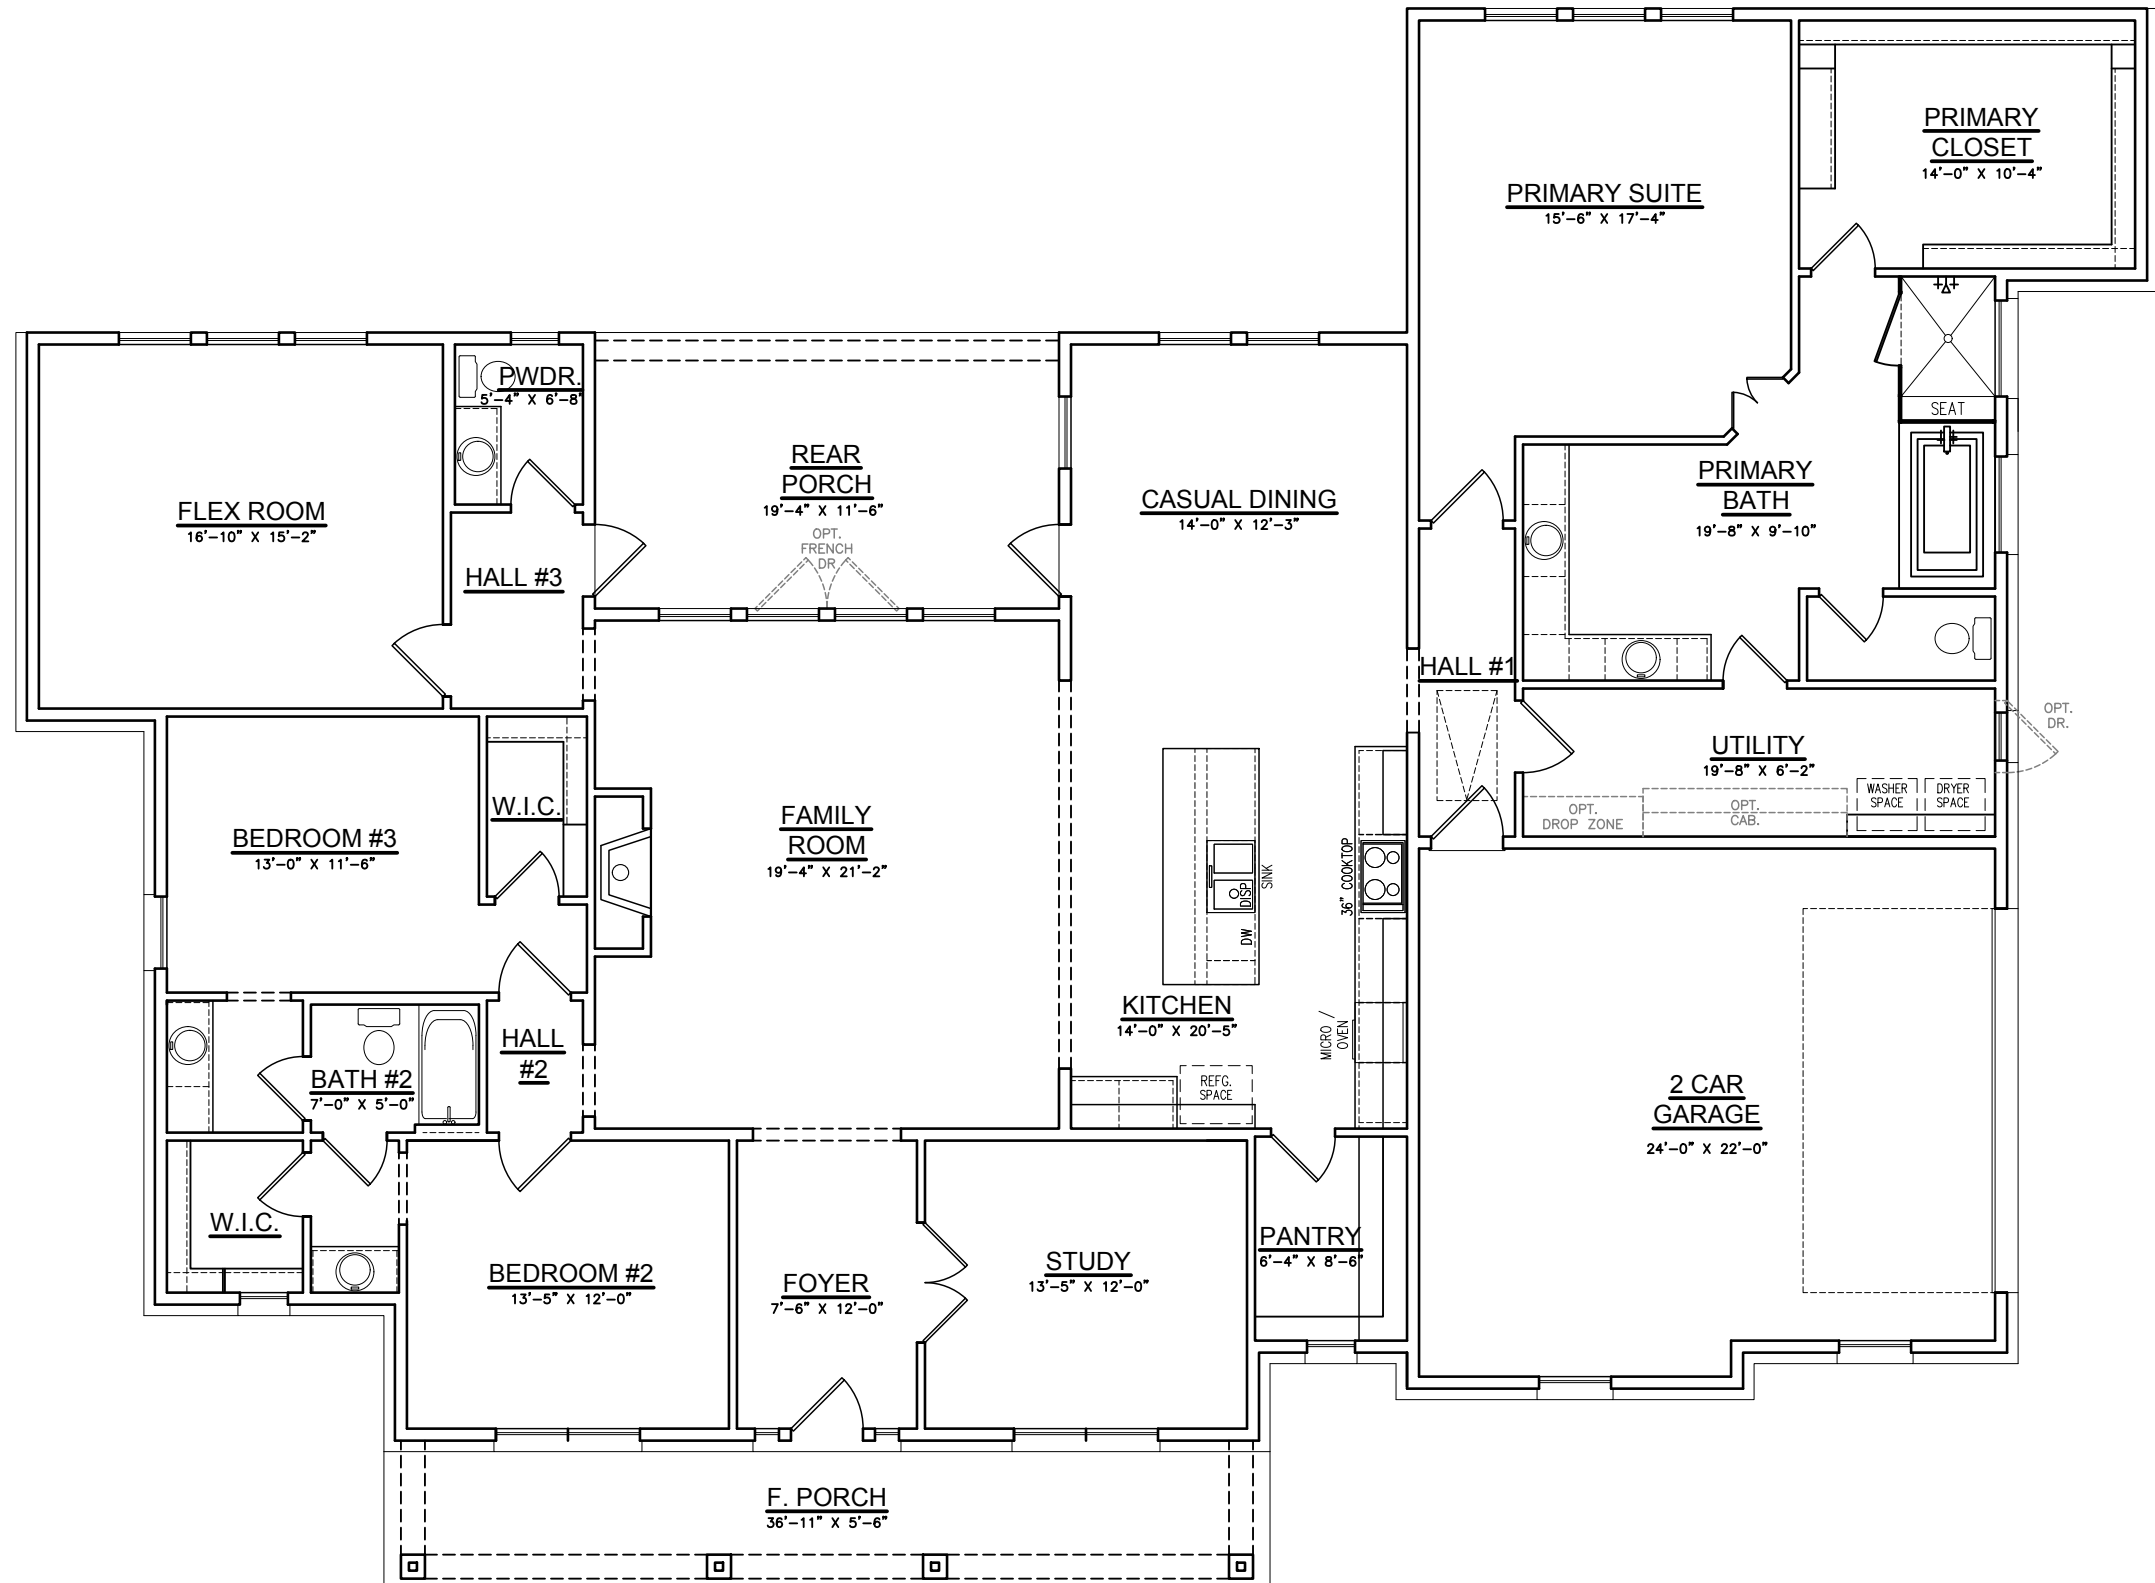 PRIMARY
CLOSET
14'-0" X 10'-4"
PRIMARY SUITE
15'-6" X 17'-4"
PWDR.
5'-4" X 6'-8"
SEAT
REAR
PORCH
19'-4" X 11'-6"
OPT.
FRENCH
DR
FLEX ROOM
16'-10" X 15'-2"
CASUAL DINING
14'-0" X 12'-3"
PRIMARY
BATH
19'-8" X 9'-10"
HALL #3
HALL #1
OPT.
DR.
UTILITY
19'-8" X 6'-2"
WASHER
SPACE
DRYER
SPACE
OPT.
DROP ZONE
OPT.
CAB.
W.I.C.
FAMILY
ROOM
19'-4" X 21'-2"
BEDROOM #3
13'-0" X 11'-6"
SINK
DISP
DW
36" COOKTOP
KITCHEN
14'-0" X 20'-5"
MICRO /
OVEN
HALL
#2
BATH #2
7'-0" X 5'-0"
REFG.
SPACE
2 CAR
GARAGE
24'-0" X 22'-0"
W.I.C.
PANTRY
6'-4" X 8'-6"
BEDROOM #2
13'-5" X 12'-0"
FOYER
7'-6" X 12'-0"
STUDY
13'-5" X 12'-0"
F. PORCH
36'-11" X 5'-6"